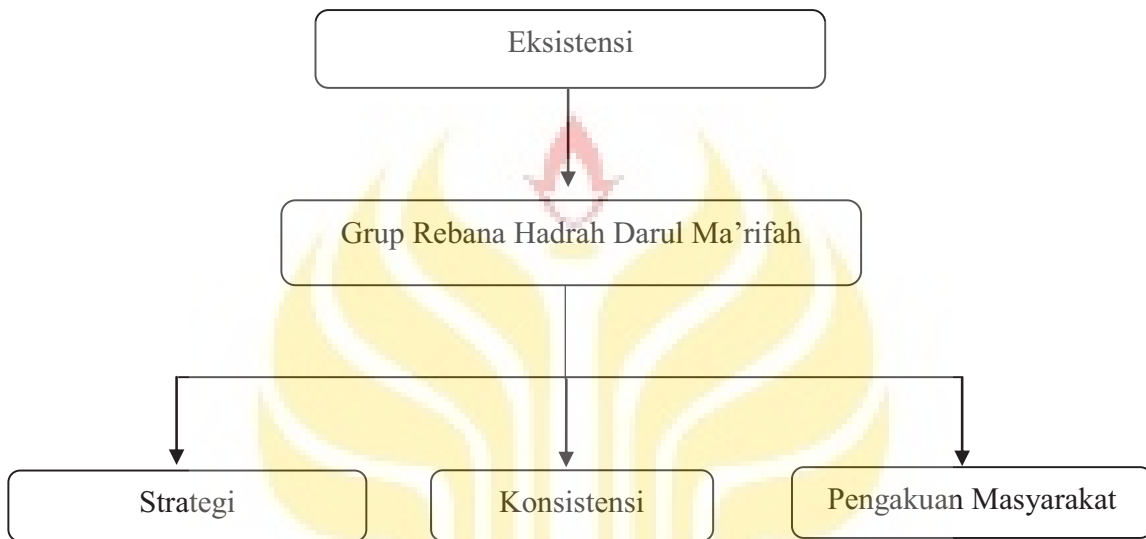 Eksistensi
Grup Rebana Hadrah Darul Ma’rifah
Strategi
Konsistensi
Pengakuan Masyarakat